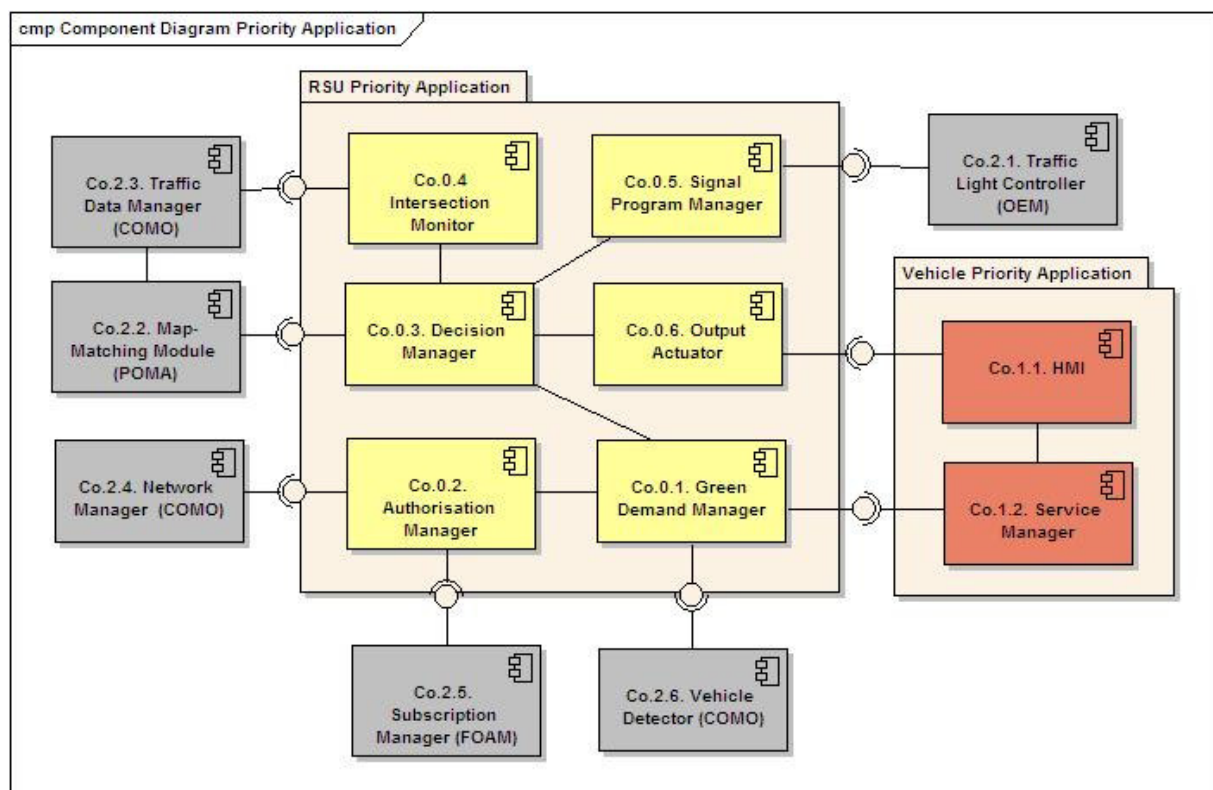 cmp Component Diagram Priority Application
RSU Priority Application
Co.2.3. Traffic
Data Manager
(COMO)
Co.0.4
Intersection
Monitor
Co.0.5. Signal
Program Manager
Co.2.1. Traffic
Light Controller
(OEM)
Vehicle Priority Application
Co.2.2. Map-
Matching Module
(POMA)
Co.0.3. Decision
Manager
Co.0.6. Output
Actuator
Co.1.1. HMI
Co.2.4. Network
Manager (COMO)
Co.0.2.
Authorisation
Manager
Co.0.1. Green
Demand Manager
Co.1.2. Service
Manager
Co.2.5.
Subscription
Manager (FOAM)
Co.2.6. Vehicle
Detector (COMO)